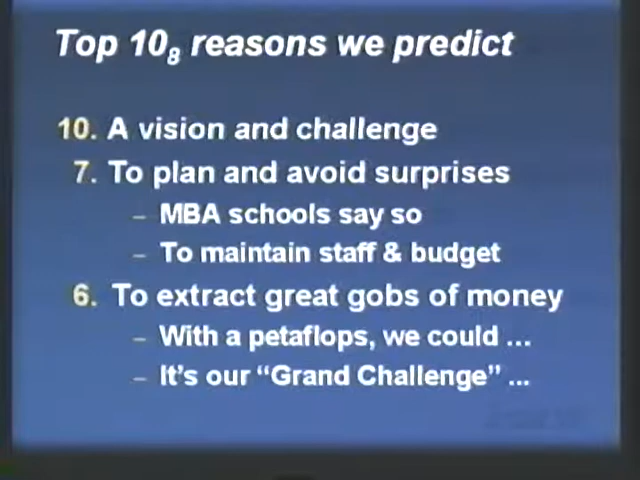 Top 10₈ reasons we predict
10. A vision and challenge
7. To plan and avoid surprises
– MBA schools say so
– To maintain staff & budget
6. To extract great gobs of money
– With a petaflops, we could ...
– It's our “Grand Challenge” ...